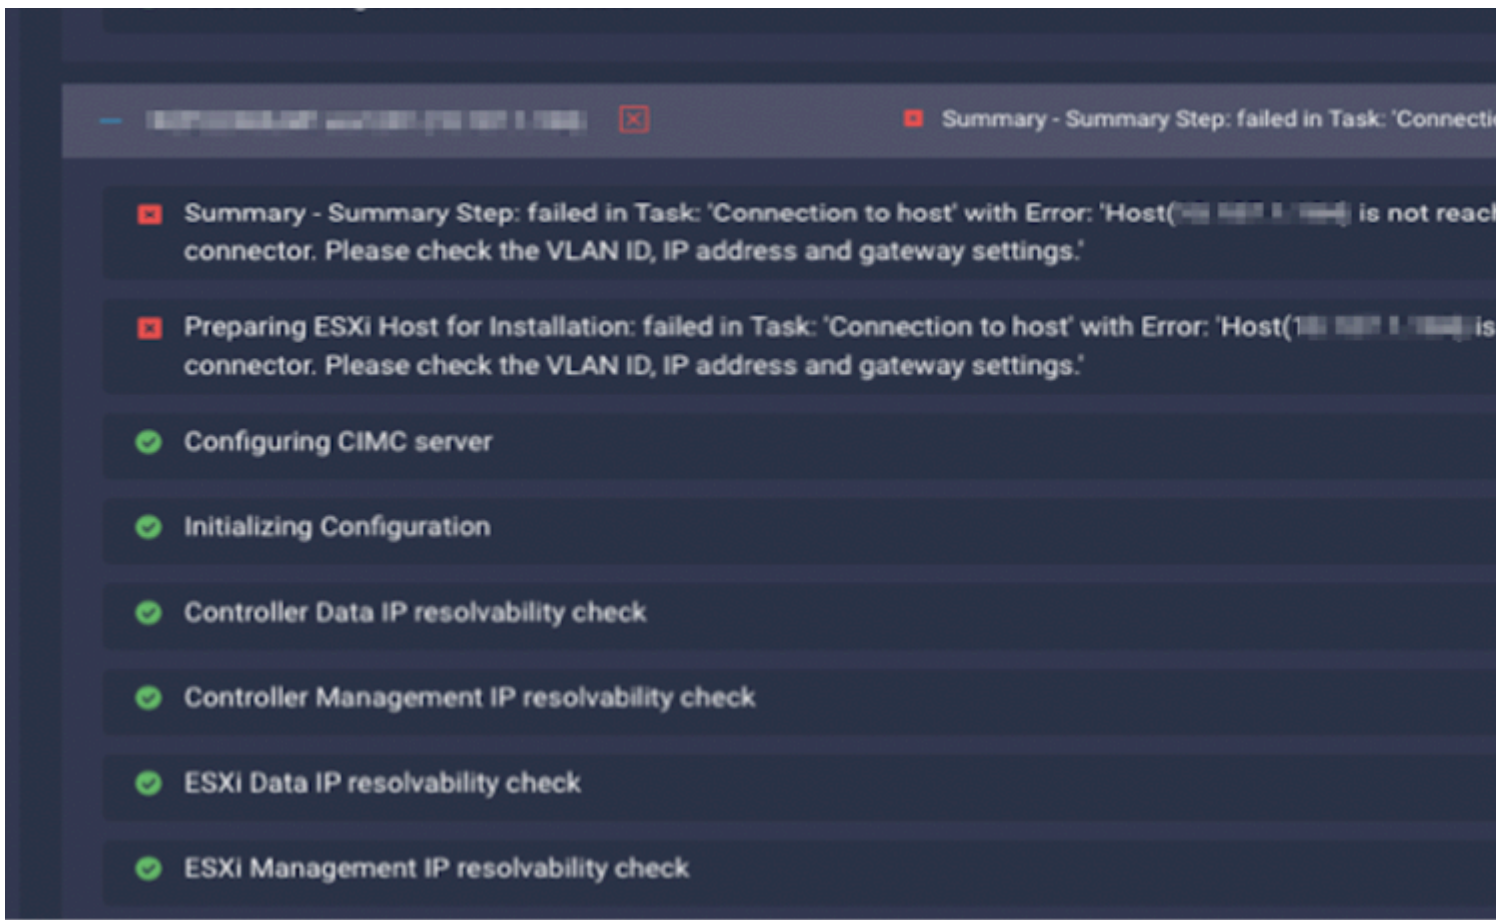 Summary - Summary Step: failed in Task: 'Connecti
Summary - Summary Step: failed in Task: 'Connection to host' with Error: 'Host( is not reach
connector. Please check the VLAN ID, IP address and gateway settings.'
Preparing ESXi Host for Installation: failed in Task: 'Connection to host' with Error: 'Host(1 is
connector. Please check the VLAN ID, IP address and gateway settings.'
Configuring CIMC server
Initializing Configuration
Controller Data IP resolvability check
Controller Management IP resolvability check
ESXi Data IP resolvability check
ESXi Management IP resolvability check